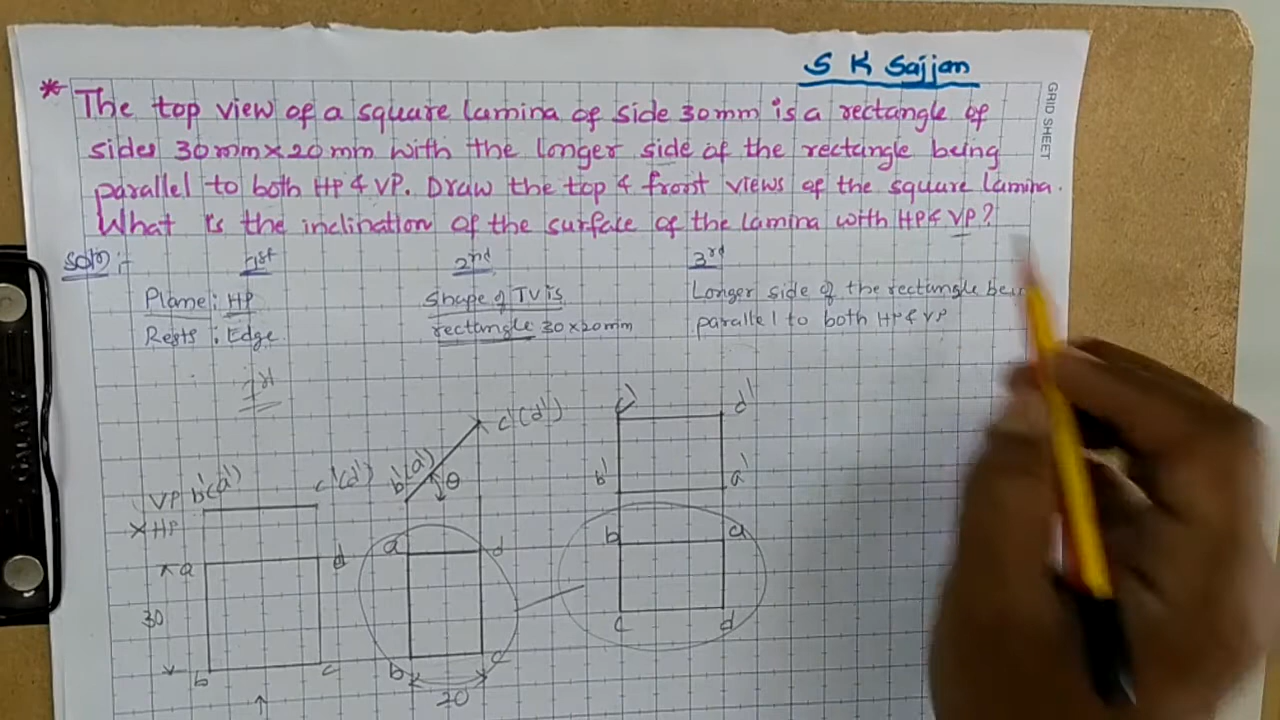 S K Sajjan
GRID SHEET
* The top view of a square lamina of side 30mm is a rectangle of
sides 30mm×20mm with the longer side of the rectangle being
parallel to both HP & VP. Draw the top & front views of the square lamina.
What is the inclination of the surface of the lamina with HP & VP?
Soln :- 1st 2nd 3rd
Plane : HP Shape of TV is Longer side of the rectangle bein
Rests : Edge. rectangle 30×20mm parallel to both HP & VP
c' d'
c'(d')
b'(a') θ b' a'
VP b'(a') c'(d')
X HP
a d a d b a
30
b c b c c d
20
GALAXY